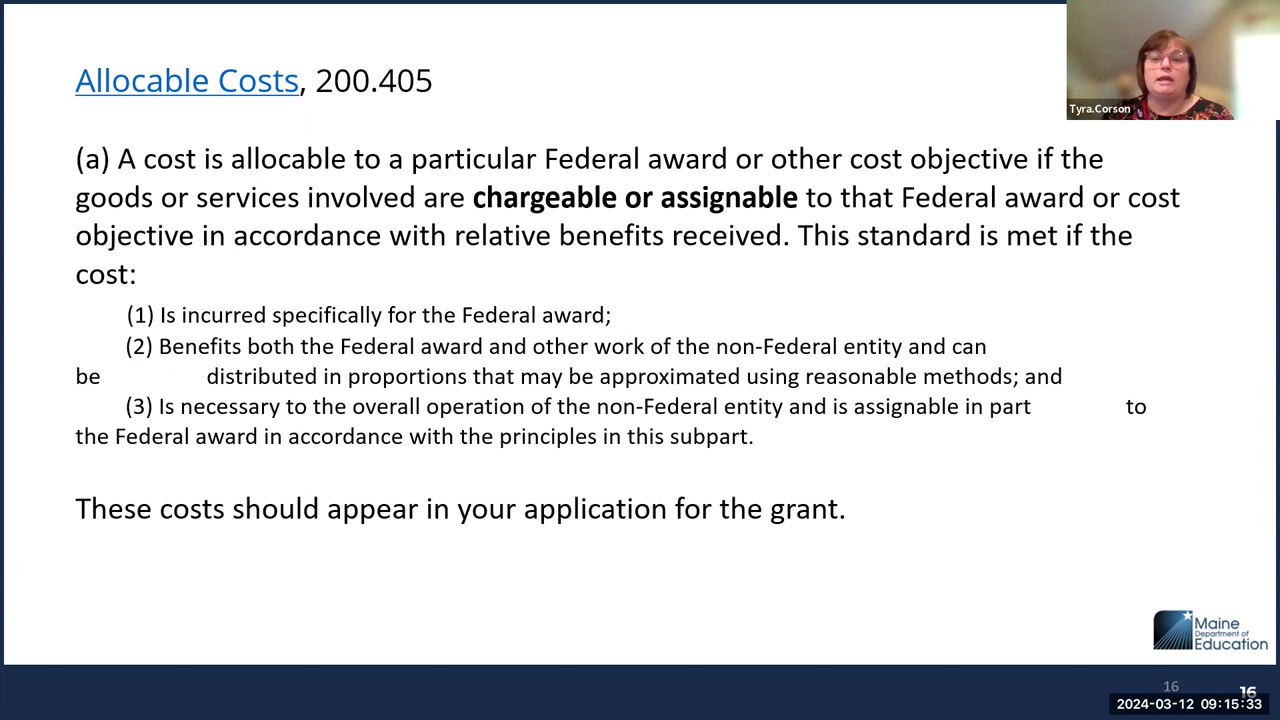 Allocable Costs, 200.405
Tyra.Corson
(a) A cost is allocable to a particular Federal award or other cost objective if the
goods or services involved are chargeable or assignable to that Federal award or cost
objective in accordance with relative benefits received. This standard is met if the
cost:
(1) Is incurred specifically for the Federal award;
(2) Benefits both the Federal award and other work of the non-Federal entity and can
be distributed in proportions that may be approximated using reasonable methods; and
(3) Is necessary to the overall operation of the non-Federal entity and is assignable in part to
the Federal award in accordance with the principles in this subpart.
These costs should appear in your application for the grant.
Maine
Department of
Education
16
16
2024-03-12 09:15:33